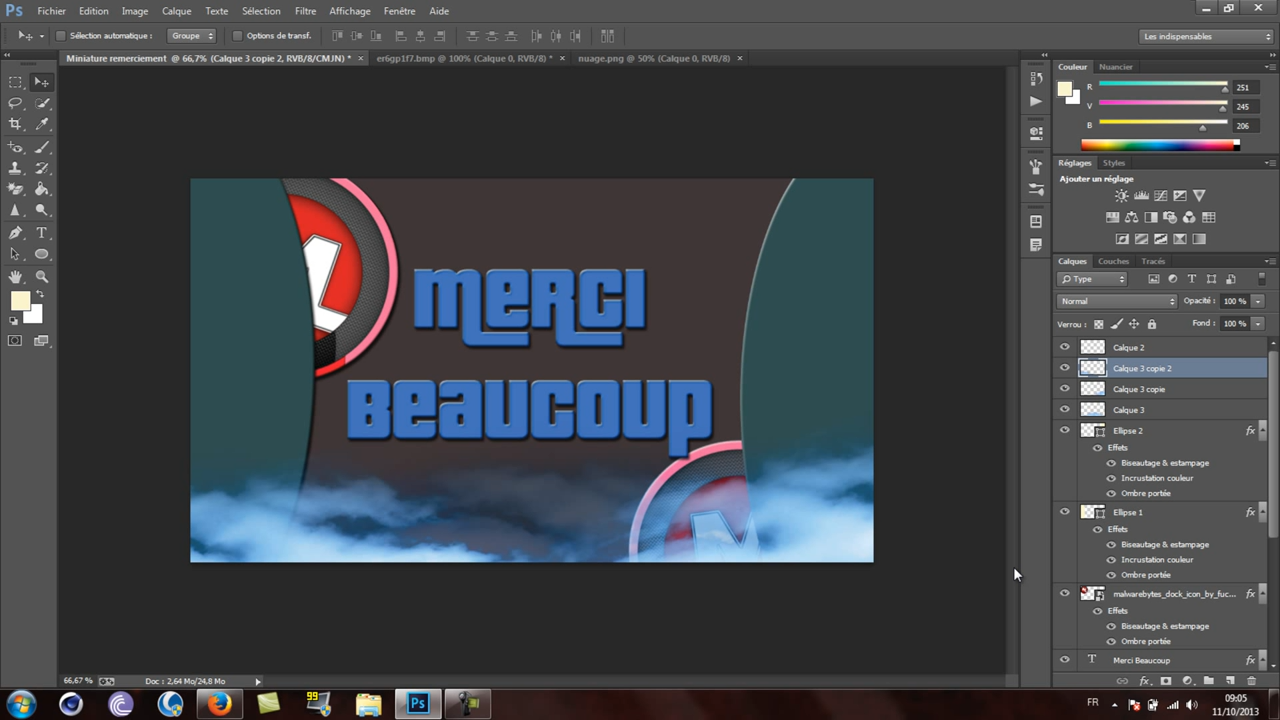 Ps Fichier Edition Image Calque Texte Sélection Filtre Affichage Fenêtre Aide
Sélection automatique : Groupe Options de transf. Les indispensables
Miniature remerciement @ 66,7% (Calque 3 copie 2, RVB/8/CMJN) * × er6gp1f7.bmp @ 100% (Calque 0, RVB/8) * × nuage.png @ 50% (Calque 0, RVB/8) ×
Couleur Nuancier
R 251
V 245
B 206
Réglages Styles
Ajouter un réglage
Calques Couches Tracés
Type
Normal Opacité : 100 %
Verrou : Fond : 100 %
Calque 2
Calque 3 copie 2
Calque 3 copie
Calque 3
Ellipse 2 fx
Effets
Biseautage & estampage
Incrustation couleur
Ombre portée
Ellipse 1 fx
Effets
Biseautage & estampage
Incrustation couleur
Ombre portée
malwarebytes_dock_icon_by_fuc... fx
Effets
Biseautage & estampage
Ombre portée
T Merci Beaucoup
Merci
Beaucoup
M
66,67 % Doc : 2,64 Mo/24,8 Mo
99 Ps FR 09:05
11/10/2013